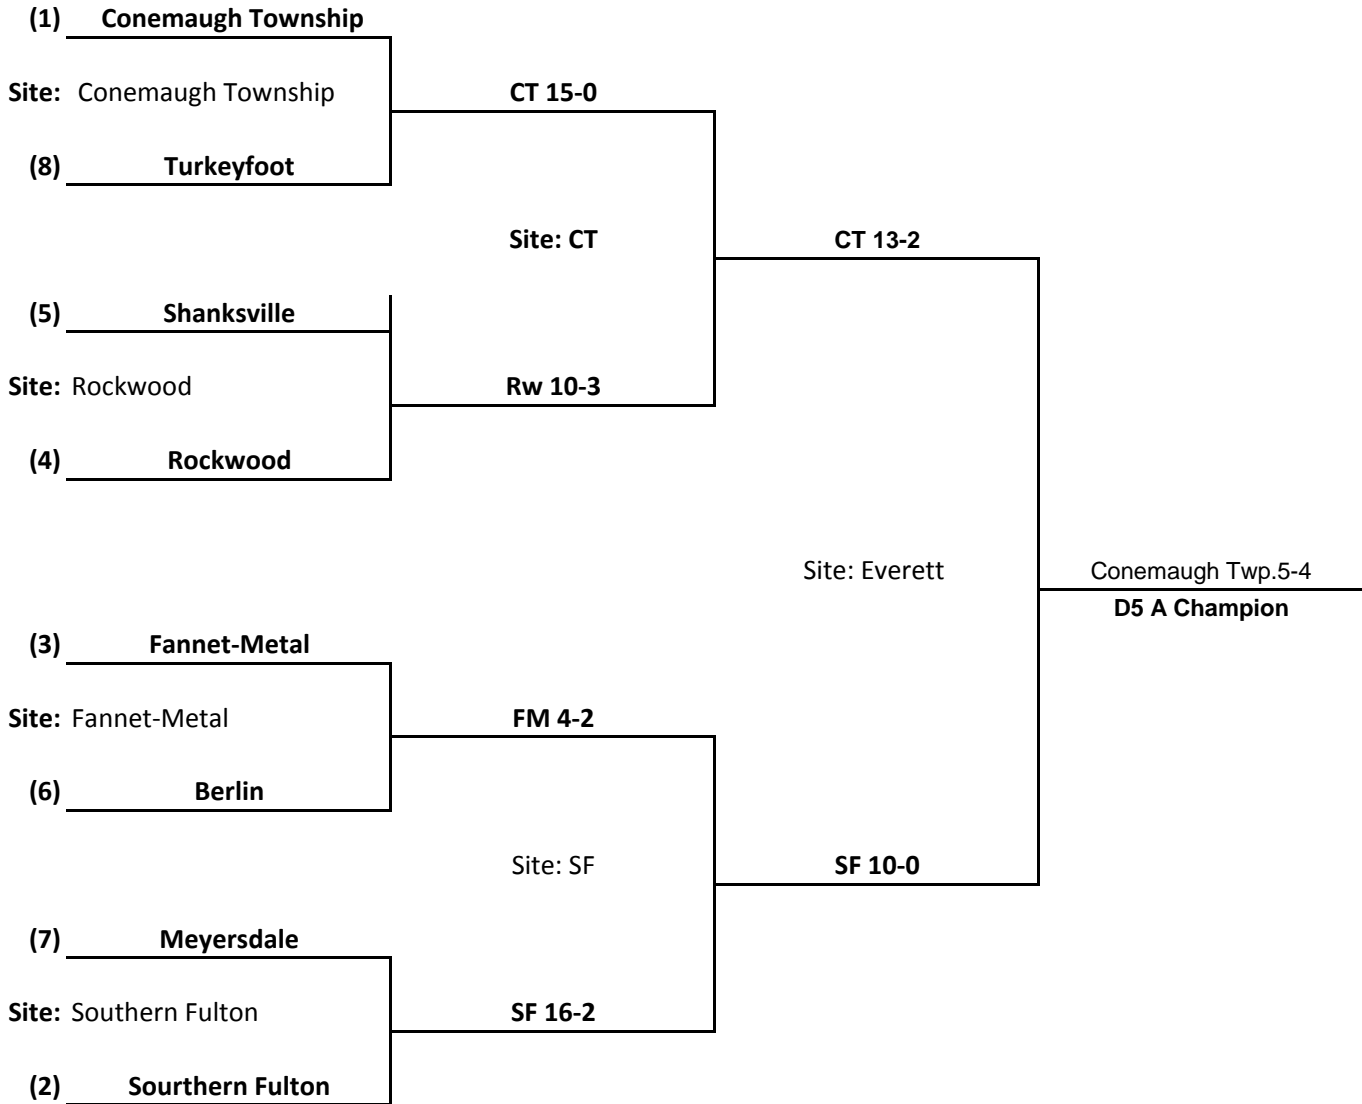 (1) Conemaugh Township
Site: Conemaugh Township CT 15-0
(8) Turkeyfoot
Site: CT CT 13-2
(5) Shanksville
Site: Rockwood Rw 10-3
(4) Rockwood
Site: Everett Conemaugh Twp.5-4
D5 A Champion
(3) Fannet-Metal
Site: Fannet-Metal FM 4-2
(6) Berlin
Site: SF SF 10-0
(7) Meyersdale
Site: Southern Fulton SF 16-2
(2) Sourthern Fulton